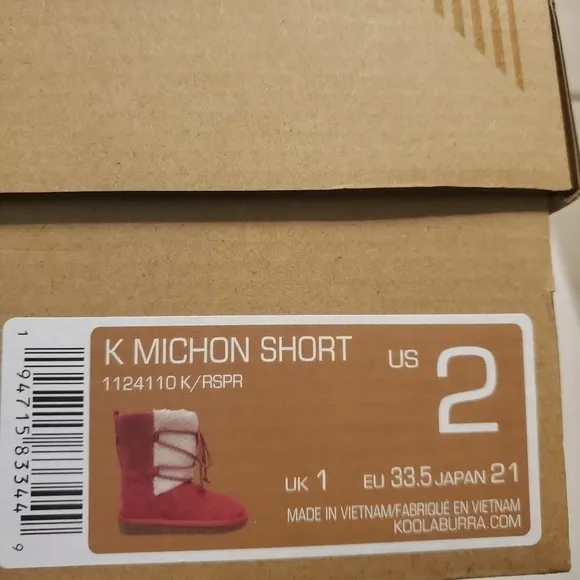 K MICHON SHORT
1124110 K/RSPR
US 2
UK 1 EU 33.5 JAPAN 21
MADE IN VIETNAM/FABRIQUÉ EN VIETNAM
KOOLABURRA.COM
1 94715 83344 9